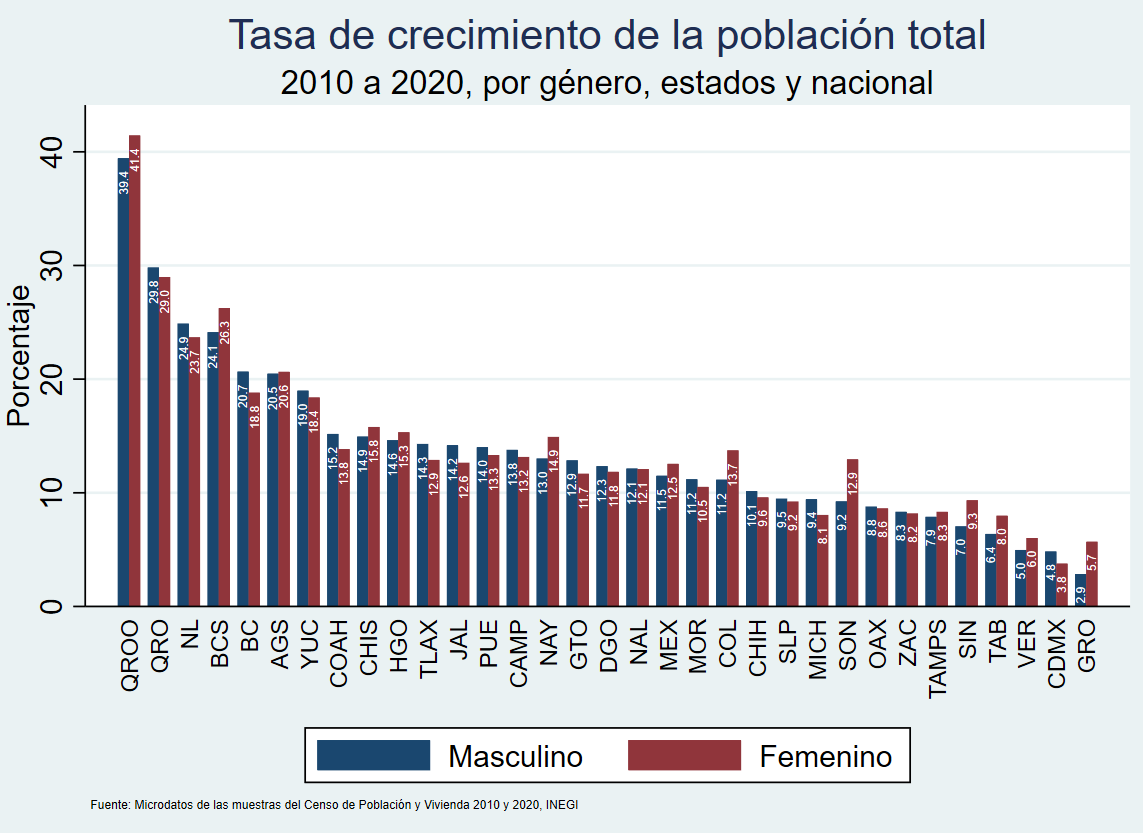 Tasa de crecimiento de la población total
2010 a 2020, por género, estados y nacional
Porcentaje
40
30
20
10
0
39.4 41.4
29.8 29.0
24.9 23.7
24.1 26.3
20.7 18.8
20.5 20.6
19.0 18.4
15.2 13.8
14.9 15.8
14.6 15.3
14.3 12.9
14.2 12.6
14.0 13.3
13.8 13.2
13.0 14.9
12.9 11.7
12.3 11.8
12.1 12.1
11.5 12.5
11.2 10.5
11.2 13.7
10.1 9.6
9.5 9.2
9.4 8.1
9.2 12.9
8.8 8.6
8.3 8.2
7.9 8.3
7.0 9.3
6.4 8.0
5.0 6.0
4.8 3.8
2.9 5.7
QROO
QRO
NL
BCS
BC
AGS
YUC
COAH
CHIS
HGO
TLAX
JAL
PUE
CAMP
NAY
GTO
DGO
NAL
MEX
MOR
COL
CHIH
SLP
MICH
SON
OAX
ZAC
TAMPS
SIN
TAB
VER
CDMX
GRO
Masculino Femenino
Fuente: Microdatos de las muestras del Censo de Población y Vivienda 2010 y 2020, INEGI